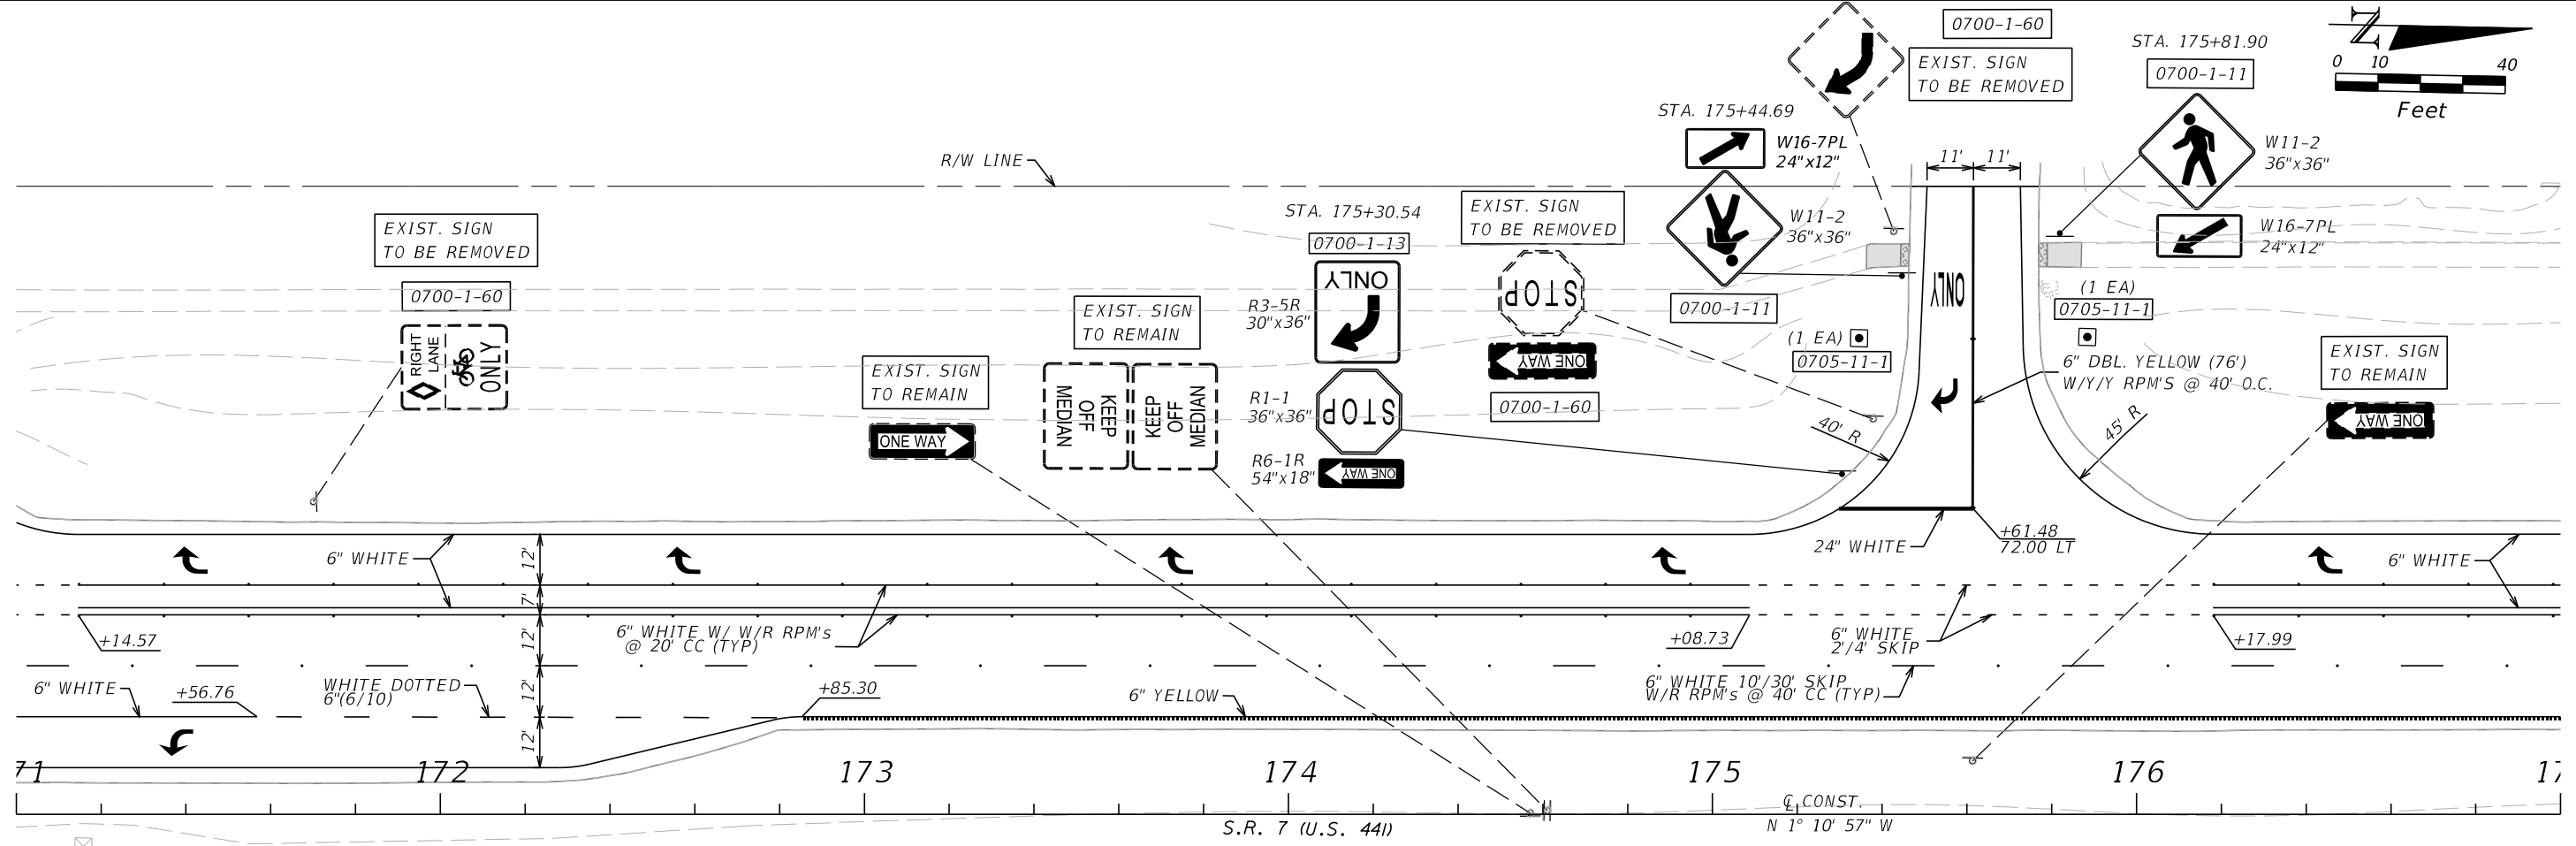 0700-1-60
EXIST. SIGN
TO BE REMOVED
STA. 175+81.90
0700-1-11
N
0 10 40
Feet
STA. 175+44.69
W16-7PL
24"x12"
W11-2
36"x36"
0700-1-11
11' 11'
W11-2
36"x36"
W16-7PL
24"x12"
R/W LINE
EXIST. SIGN
TO BE REMOVED
0700-1-60
RIGHT
LANE
ONLY
EXIST. SIGN
TO REMAIN
ONE WAY
EXIST. SIGN
TO REMAIN
KEEP
OFF
MEDIAN
KEEP
OFF
MEDIAN
STA. 175+30.54
0700-1-13
ONLY
R3-5R
30"x36"
R1-1
36"x36"
STOP
R6-1R
54"x18"
ONE WAY
EXIST. SIGN
TO BE REMOVED
STOP
ONE WAY
0700-1-60
(1 EA)
0705-11-1
ONLY
(1 EA)
0705-11-1
6" DBL. YELLOW (76')
W/Y/Y RPM'S @ 40' O.C.
EXIST. SIGN
TO REMAIN
ONE WAY
40' R
45' R
24" WHITE
+61.48
72.00 LT
6" WHITE
12'
7'
12'
12'
12'
6" WHITE
+14.57
6" WHITE W/ W/R RPM's
@ 20' CC (TYP)
+08.73
6" WHITE
2'/4' SKIP
+17.99
6" WHITE
+56.76
WHITE DOTTED
6"(6/10)
+85.30
6" YELLOW
6" WHITE 10'/30' SKIP
W/R RPM's @ 40' CC (TYP)
71 172 173 174 175 176 17
S.R. 7 (U.S. 441)
℄ CONST.
N 1° 10' 57" W